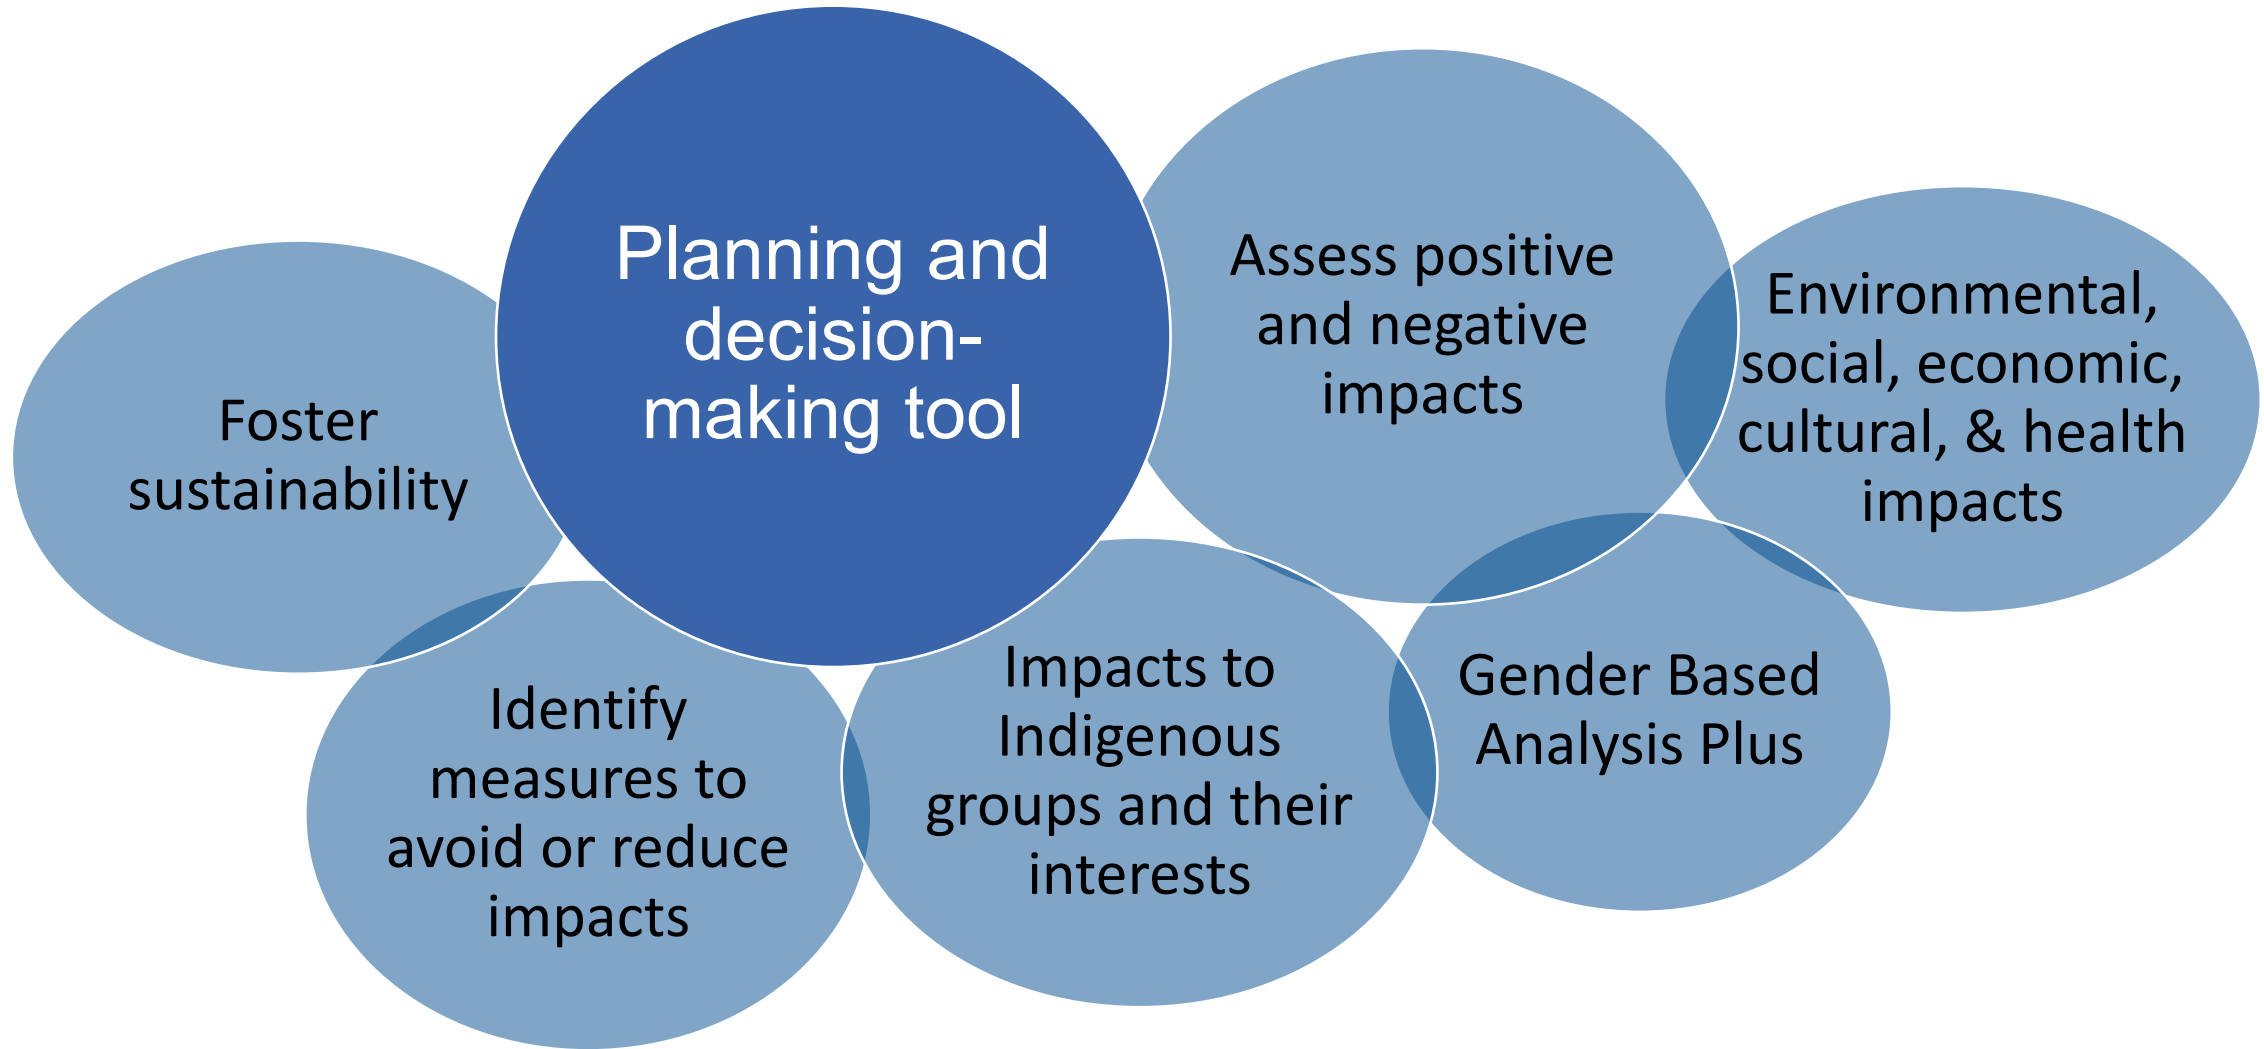 Planning and
decision-
making tool
Assess positive
and negative
impacts
Environmental,
social, economic,
cultural, & health
impacts
Foster
sustainability
Identify
measures to
avoid or reduce
impacts
Impacts to
Indigenous
groups and their
interests
Gender Based
Analysis Plus